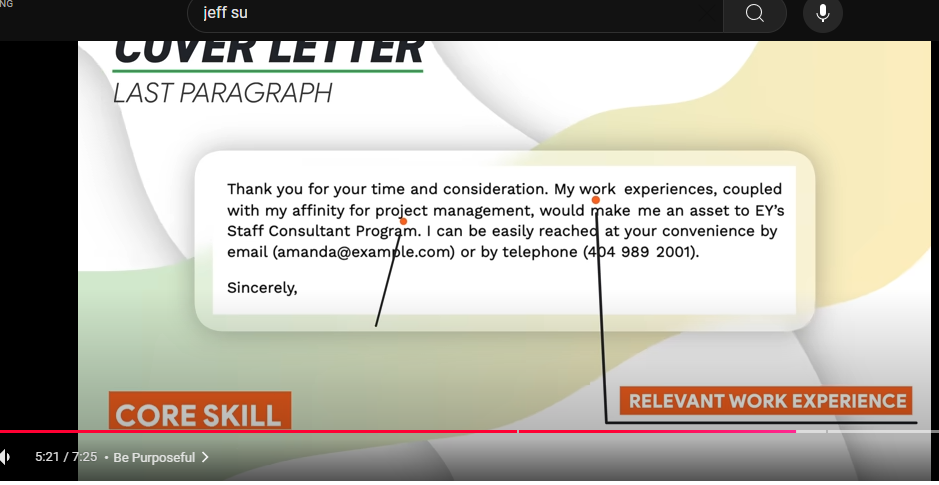 NG
jeff su
COVER LETTER
LAST PARAGRAPH
Thank you for your time and consideration. My work experiences, coupled
with my affinity for project management, would make me an asset to EY’s
Staff Consultant Program. I can be easily reached at your convenience by
email (amanda@example.com) or by telephone (404 989 2001).
Sincerely,
CORE SKILL
RELEVANT WORK EXPERIENCE
5:21 / 7:25 • Be Purposeful